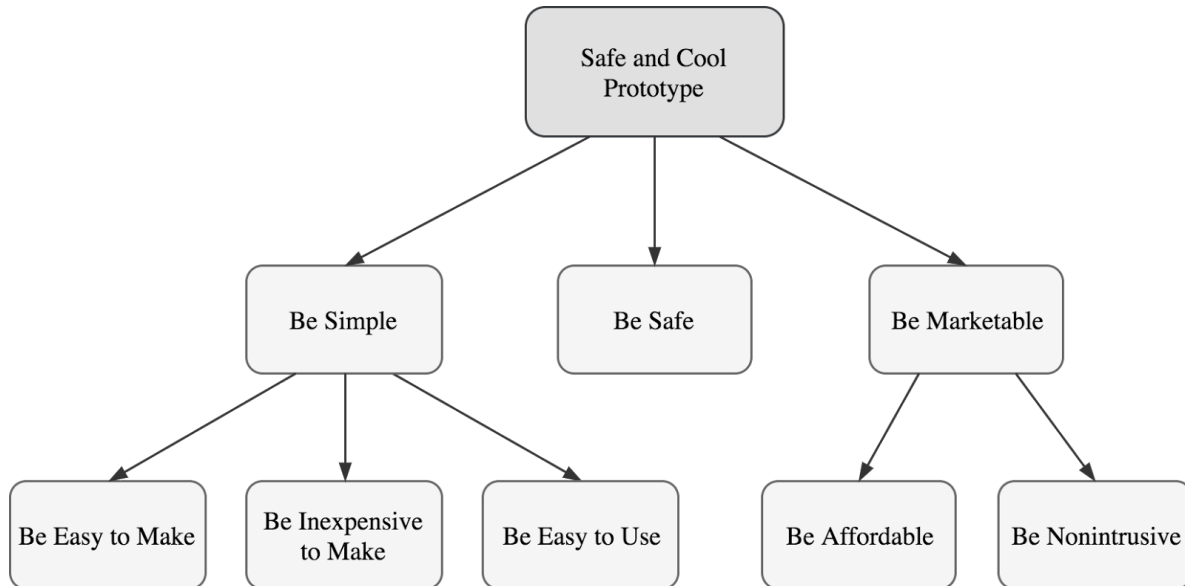 Safe and Cool
Prototype
Be Simple
Be Safe
Be Marketable
Be Easy to Make
Be Inexpensive
to Make
Be Easy to Use
Be Affordable
Be Nonintrusive